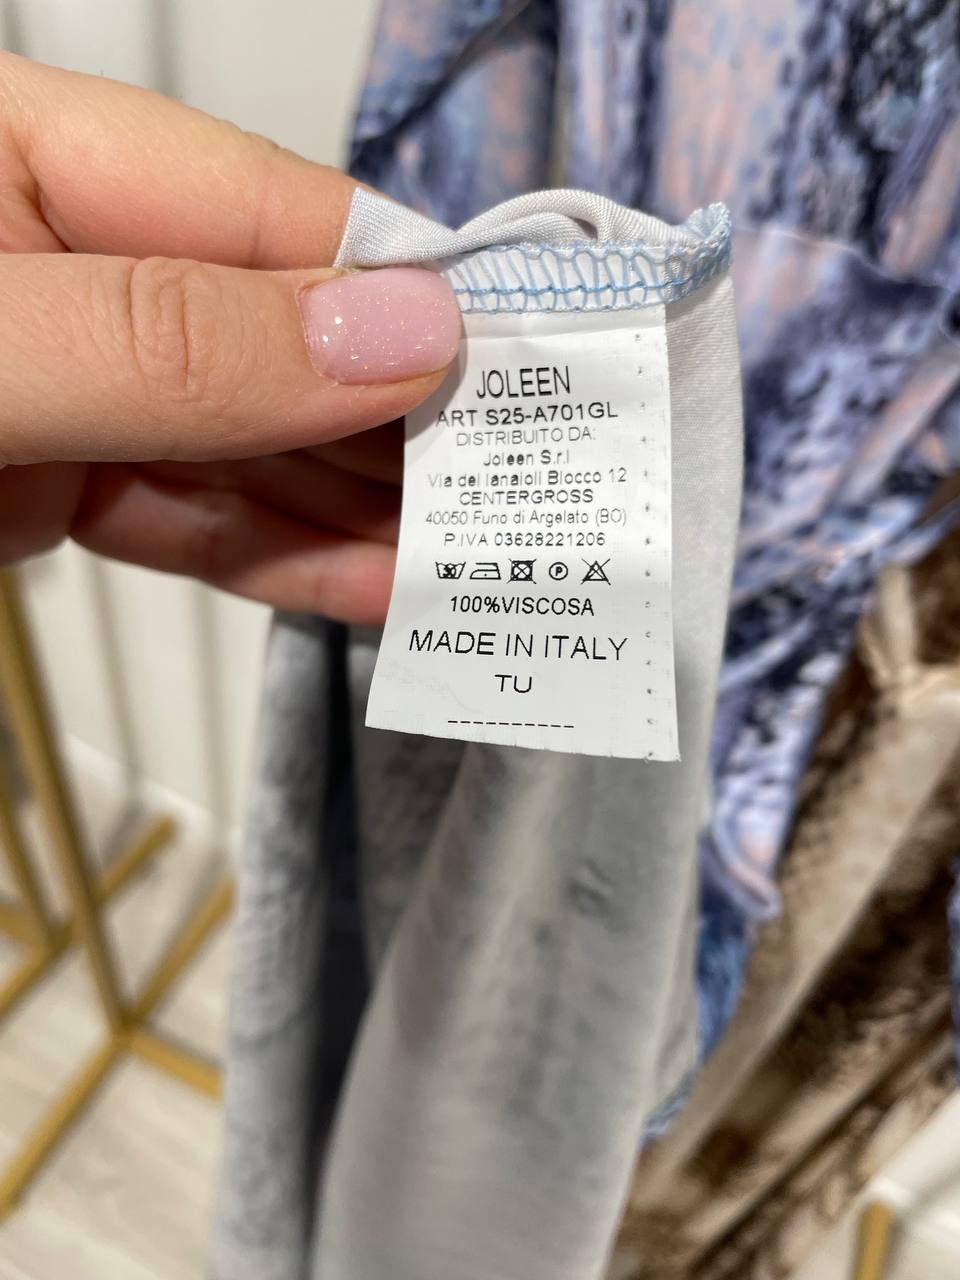 JOLEEN
ART S25-A701GL
DISTRIBUITO DA:
Joleen S.r.l
Via dei lanaioli Blocco 12
CENTERGROSS
40050 Funo di Argelato (BO)
P.IVA 03628221206
P
100%VISCOSA
MADE IN ITALY
TU